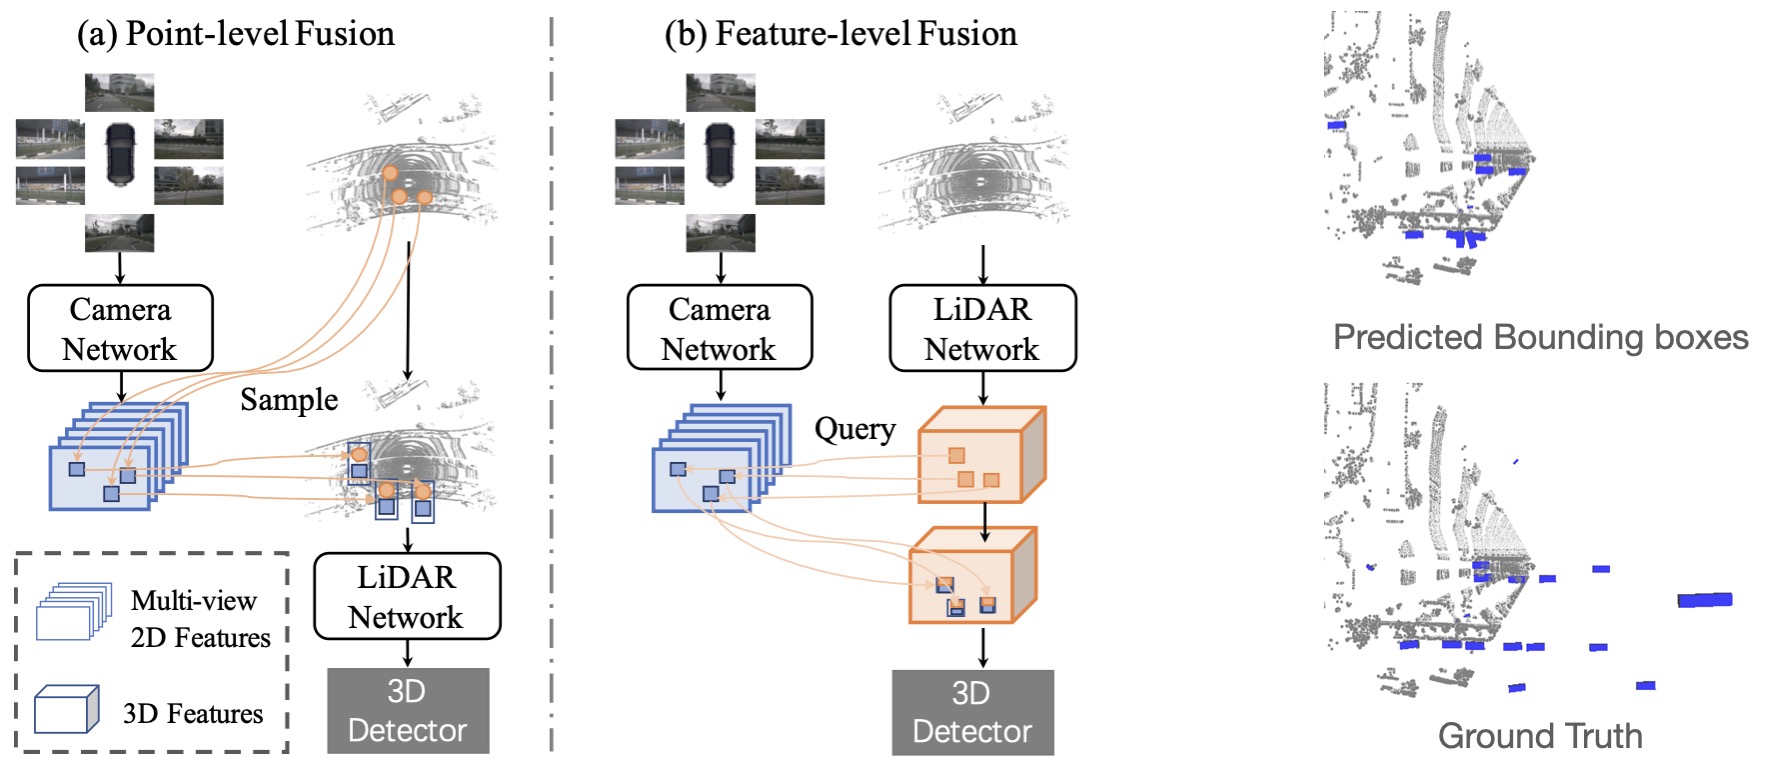 (a) Point-level Fusion
Camera
Network
Sample
LiDAR
Network
3D
Detector
Multi-view
2D Features
3D Features
(b) Feature-level Fusion
Camera
Network
LiDAR
Network
Query
3D
Detector
Predicted Bounding boxes
Ground Truth